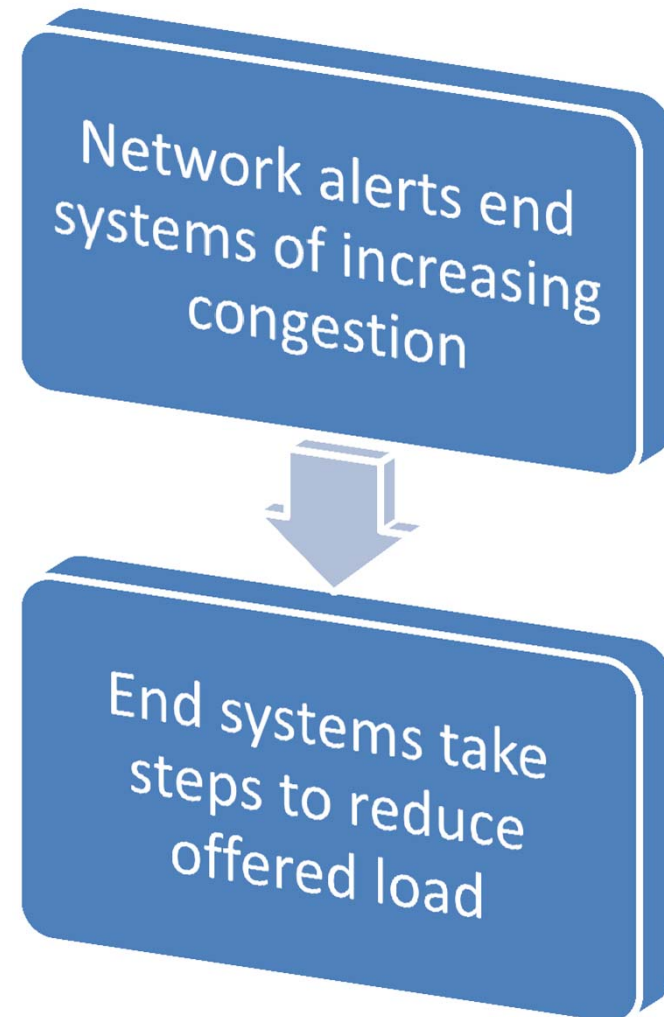 Network alerts end
systems of increasing
congestion
End systems take
steps to reduce
offered load